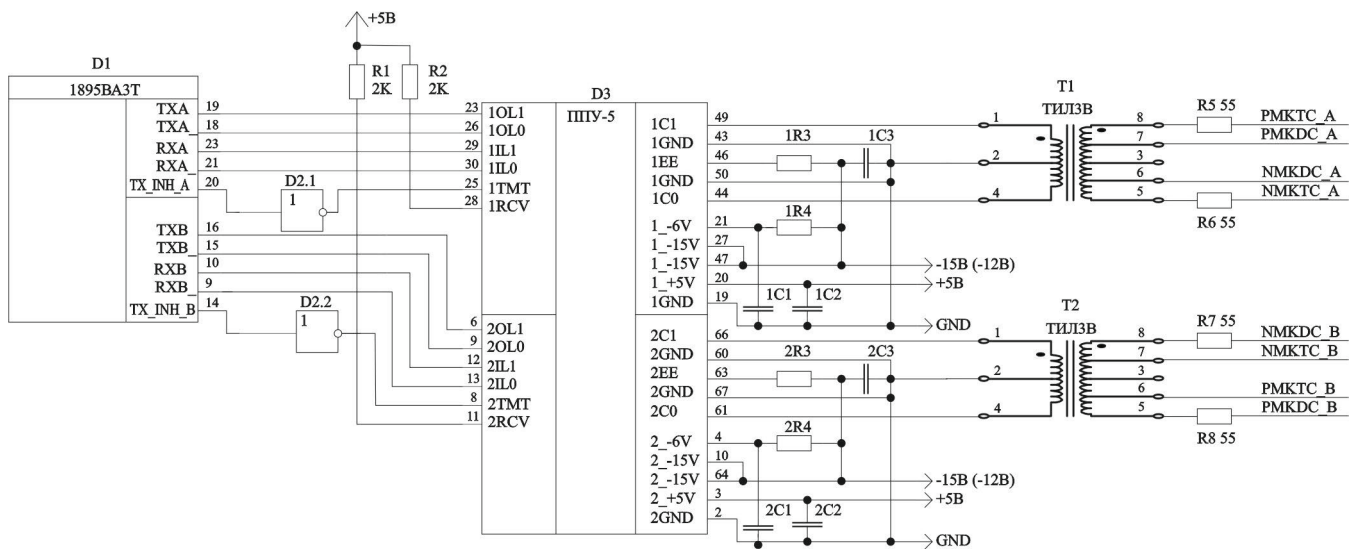 +5В
D1
1895ВА3Т
TXA 19
TXA_ 18
RXA 23
RXA_ 21
TX_INH_A 20
TXB 16
TXB_ 15
RXB 10
RXB_ 9
TX_INH_B 14
D2.1
1
D2.2
1
R1
2K
R2
2K
D3
ППУ-5
23 1OL1
26 1OL0
29 1IL1
30 1IL0
25 1TMT
28 1RCV
6 2OL1
9 2OL0
12 2IL1
13 2IL0
8 2TMT
11 2RCV
1C1 49
1GND 43
1EE 46
1GND 50
1C0 44
1_-6V 21
1_-15V 27
1_-15V 47
1_+5V 20
1GND 19
2C1 66
2GND 60
2EE 63
2GND 67
2C0 61
2_-6V 4
2_-15V 10
2_-15V 64
2_+5V 3
2GND 2
1R3
1C3
1R4
1C1
1C2
-15В (-12В)
+5В
GND
2R3
2C3
2R4
2C1
2C2
-15В (-12В)
+5В
GND
T1
ТИЛ3В
1
2
4
8
7
3
6
5
R5 55
R6 55
PMKTC_A
PMKDC_A
NMKDC_A
NMKTC_A
T2
ТИЛ3В
1
2
4
8
7
3
6
5
R7 55
R8 55
NMKDC_B
NMKTC_B
PMKTC_B
PMKDC_B